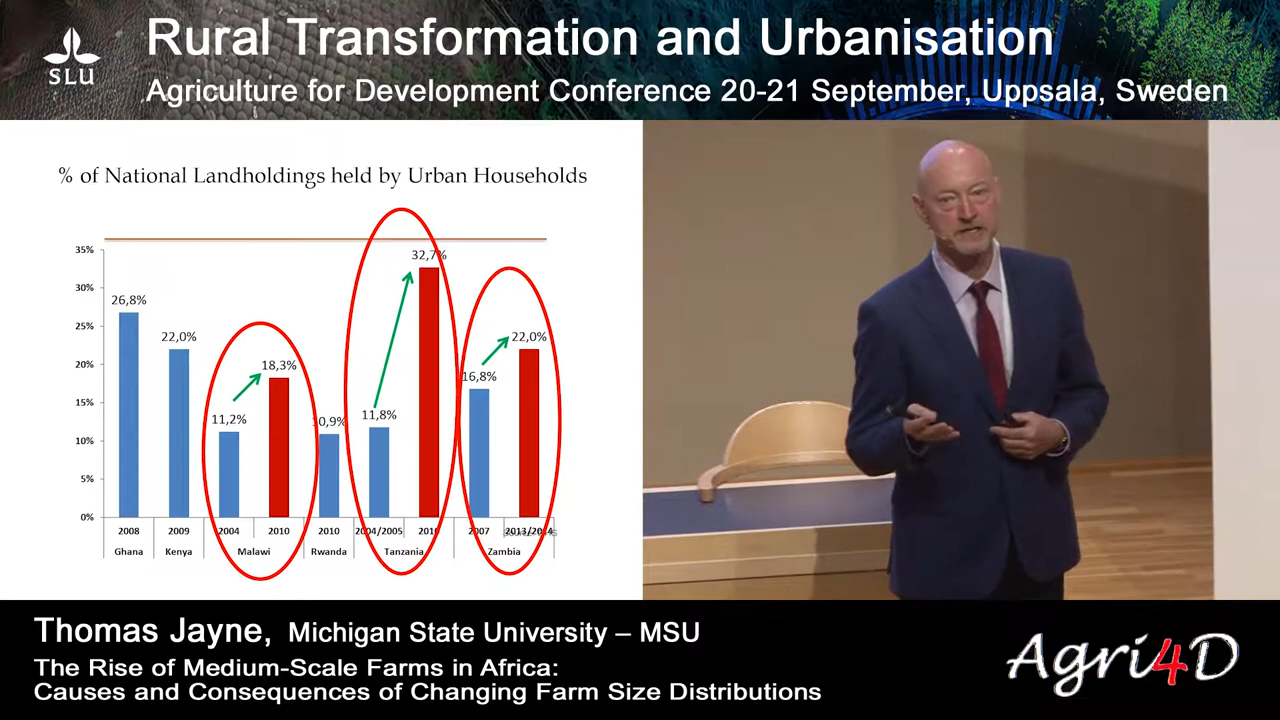 SLU
Rural Transformation and Urbanisation
Agriculture for Development Conference 20-21 September, Uppsala, Sweden
% of National Landholdings held by Urban Households
35%
30%
25%
20%
15%
10%
5%
0%
26,8%
22,0%
11,2%
18,3%
10,9%
11,8%
32,7%
16,8%
22,0%
2008 2009 2004 2010 2010 2004/2005 2010 2007 2013/2014
Ghana Kenya Malawi Rwanda Tanzania Zambia
Thomas Jayne, Michigan State University – MSU
The Rise of Medium-Scale Farms in Africa:
Causes and Consequences of Changing Farm Size Distributions
Agri4D